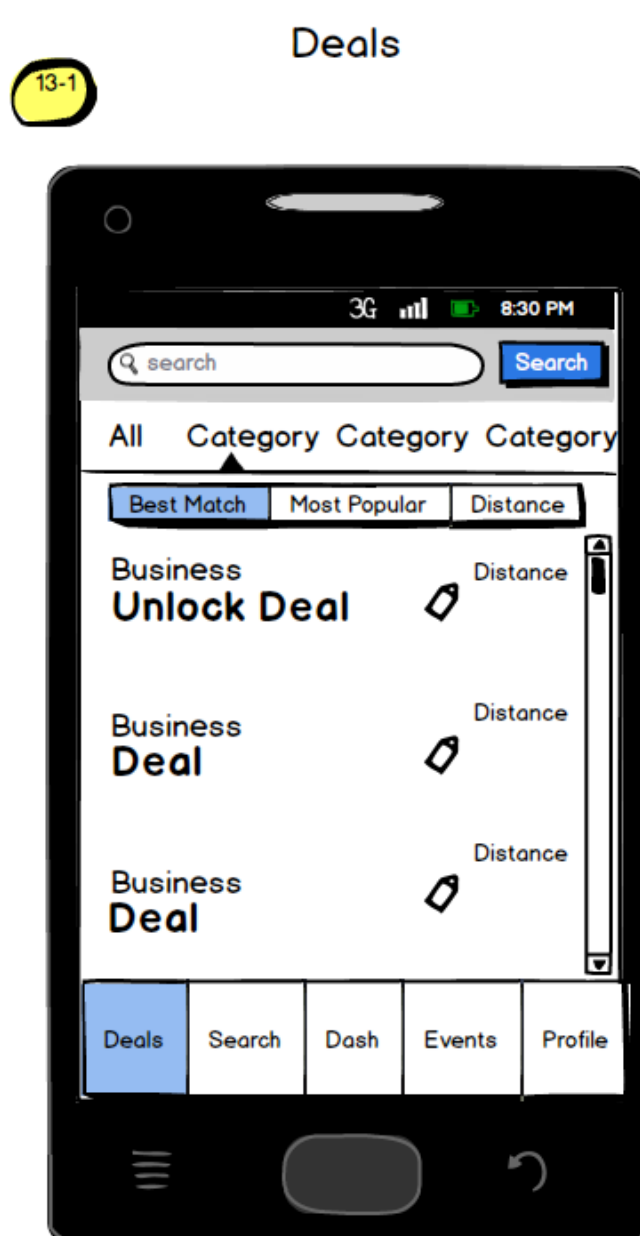 Deals
13-1
3G 8:30 PM
search Search
All Category Category Category
Best Match Most Popular Distance
Business Distance
Unlock Deal
Distance
Business
Deal
Distance
Business
Deal
Deals Search Dash Events Profile